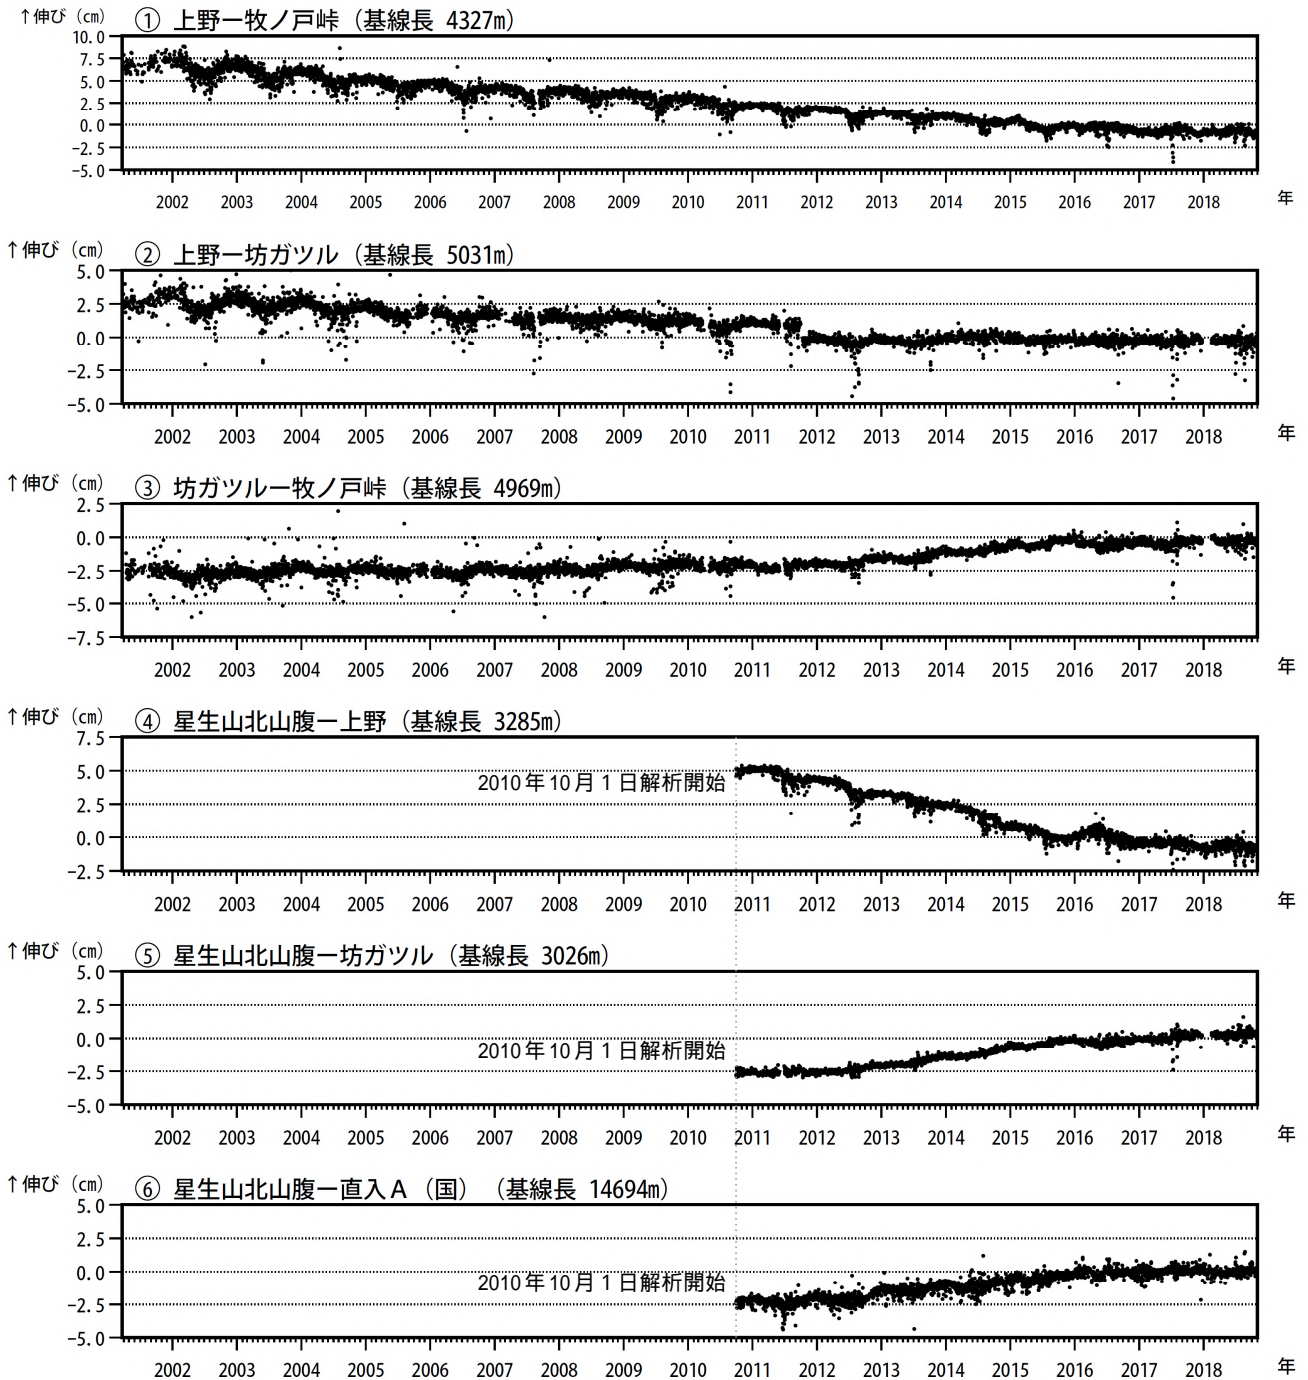 ↑伸び（㎝） ① 上野ー牧ノ戸峠（基線長 4327m）
10.0
7.5
5.0
2.5
0.0
−2.5
−5.0
2002 2003 2004 2005 2006 2007 2008 2009 2010 2011 2012 2013 2014 2015 2016 2017 2018 年
↑伸び（㎝） ② 上野ー坊ガツル（基線長 5031m）
5.0
2.5
0.0
−2.5
−5.0
2002 2003 2004 2005 2006 2007 2008 2009 2010 2011 2012 2013 2014 2015 2016 2017 2018 年
↑伸び（㎝） ③ 坊ガツルー牧ノ戸峠（基線長 4969m）
2.5
0.0
−2.5
−5.0
−7.5
2002 2003 2004 2005 2006 2007 2008 2009 2010 2011 2012 2013 2014 2015 2016 2017 2018 年
↑伸び（㎝） ④ 星生山北山腹ー上野（基線長 3285m）
7.5
5.0
2010年10月1日解析開始
2.5
0.0
−2.5
2002 2003 2004 2005 2006 2007 2008 2009 2010 2011 2012 2013 2014 2015 2016 2017 2018 年
↑伸び（㎝） ⑤ 星生山北山腹ー坊ガツル（基線長 3026m）
5.0
2.5
0.0
2010年10月1日解析開始
−2.5
−5.0
2002 2003 2004 2005 2006 2007 2008 2009 2010 2011 2012 2013 2014 2015 2016 2017 2018 年
↑伸び（㎝） ⑥ 星生山北山腹ー直入Ａ（国）（基線長 14694m）
5.0
2.5
0.0
2010年10月1日解析開始
−2.5
−5.0
2002 2003 2004 2005 2006 2007 2008 2009 2010 2011 2012 2013 2014 2015 2016 2017 2018 年